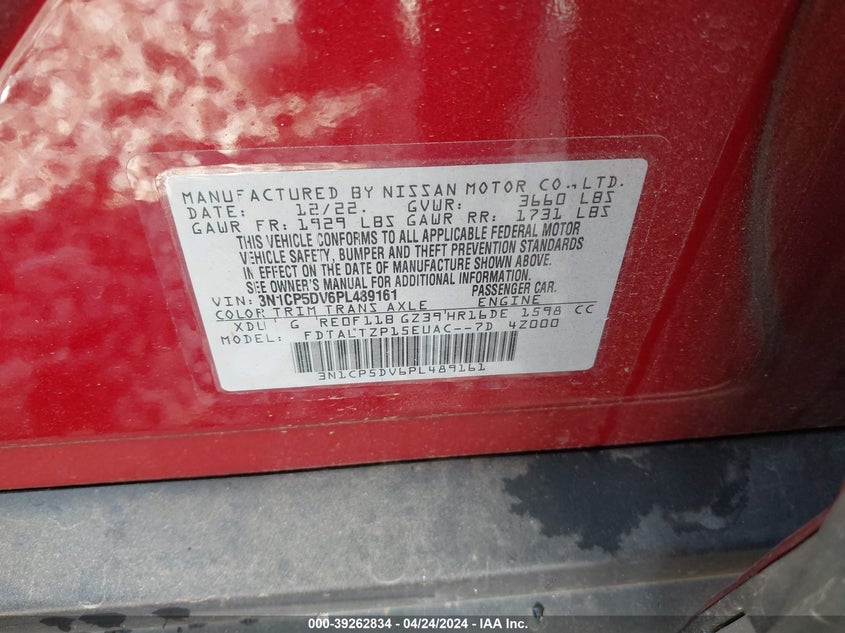 MANUFACTURED BY NISSAN MOTOR CO., LTD.
DATE: 12/22. GVWR: 3660 LBS
GAWR FR: 1929 LBS GAWR RR: 1731 LBS
THIS VEHICLE CONFORMS TO ALL APPLICABLE FEDERAL MOTOR
VEHICLE SAFETY, BUMPER AND THEFT PREVENTION STANDARDS
IN EFFECT ON THE DATE OF MANUFACTURE SHOWN ABOVE.
SEE OWNER'S MANUAL FOR ADDITIONAL INFORMATION.
VIN: 3N1CP5DV6PL489161 PASSENGER CAR.
COLOR TRIM TRANS AXLE ENGINE
G RE0F11B GZ39 HR16DE 1598 CC
MODEL: FDTALTZP15EUAC--7D 4Z000
3N1CP5DV6PL489161
000-39262834 - 04/24/2024 - IAA Inc.